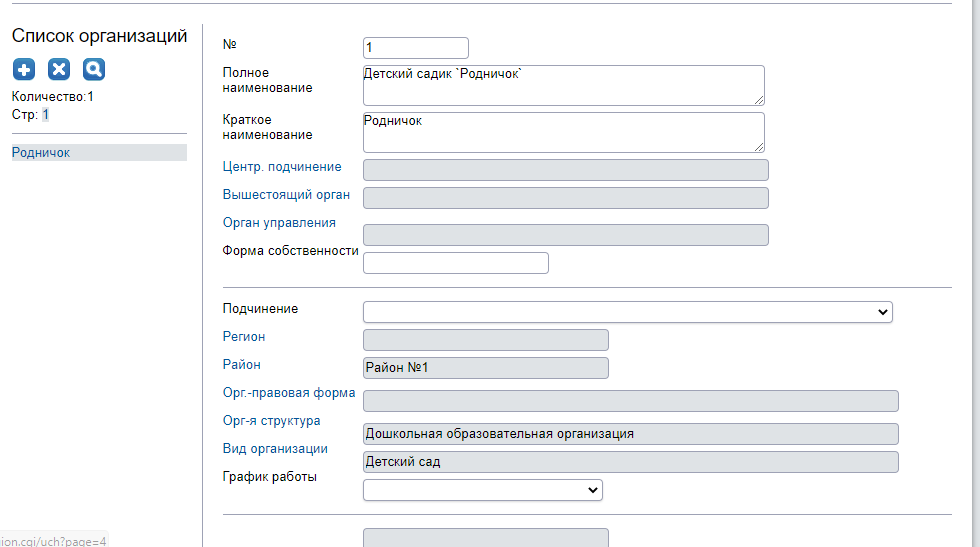 Список организаций
Количество:1
Стр: 1
Родничок
№
1
Полное
наименование
Детский садик `Родничок`
Краткое
наименование
Родничок
Центр. подчинение
Вышестоящий орган
Орган управления
Форма собственности
Подчинение
Регион
Район
Район №1
Орг.-правовая форма
Орг-я структура
Дошкольная образовательная организация
Вид организации
Детский сад
График работы
ion.cgi/uch?page=4